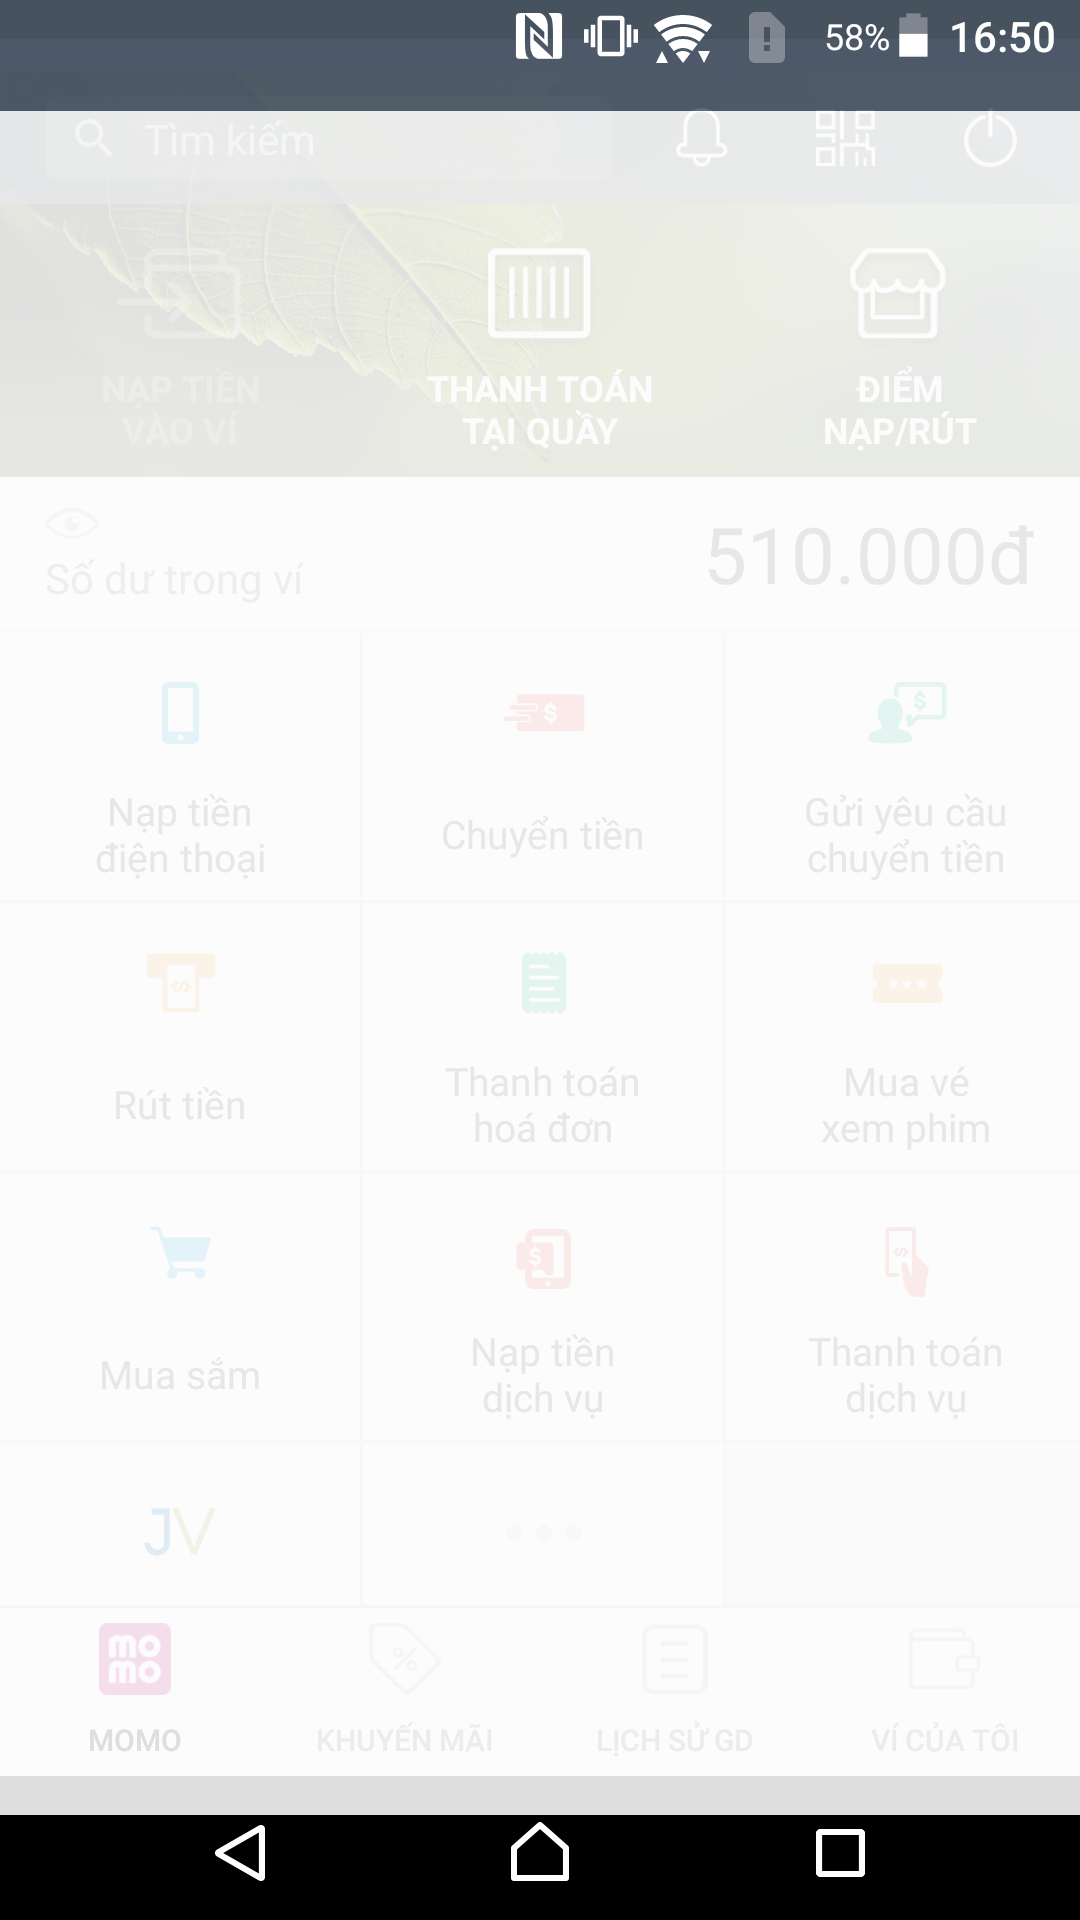 58% 16:50
Tìm kiếm
NẠP TIỀN
VÀO VÍ
THANH TOÁN
TẠI QUẦY
ĐIỂM
NẠP/RÚT
Số dư trong ví
510.000đ
Nạp tiền
điện thoại
Chuyển tiền
Gửi yêu cầu
chuyển tiền
Rút tiền
Thanh toán
hoá đơn
Mua vé
xem phim
Mua sắm
Nạp tiền
dịch vụ
Thanh toán
dịch vụ
JV
mo
mo
MOMO
KHUYẾN MÃI
LỊCH SỬ GD
VÍ CỦA TÔI